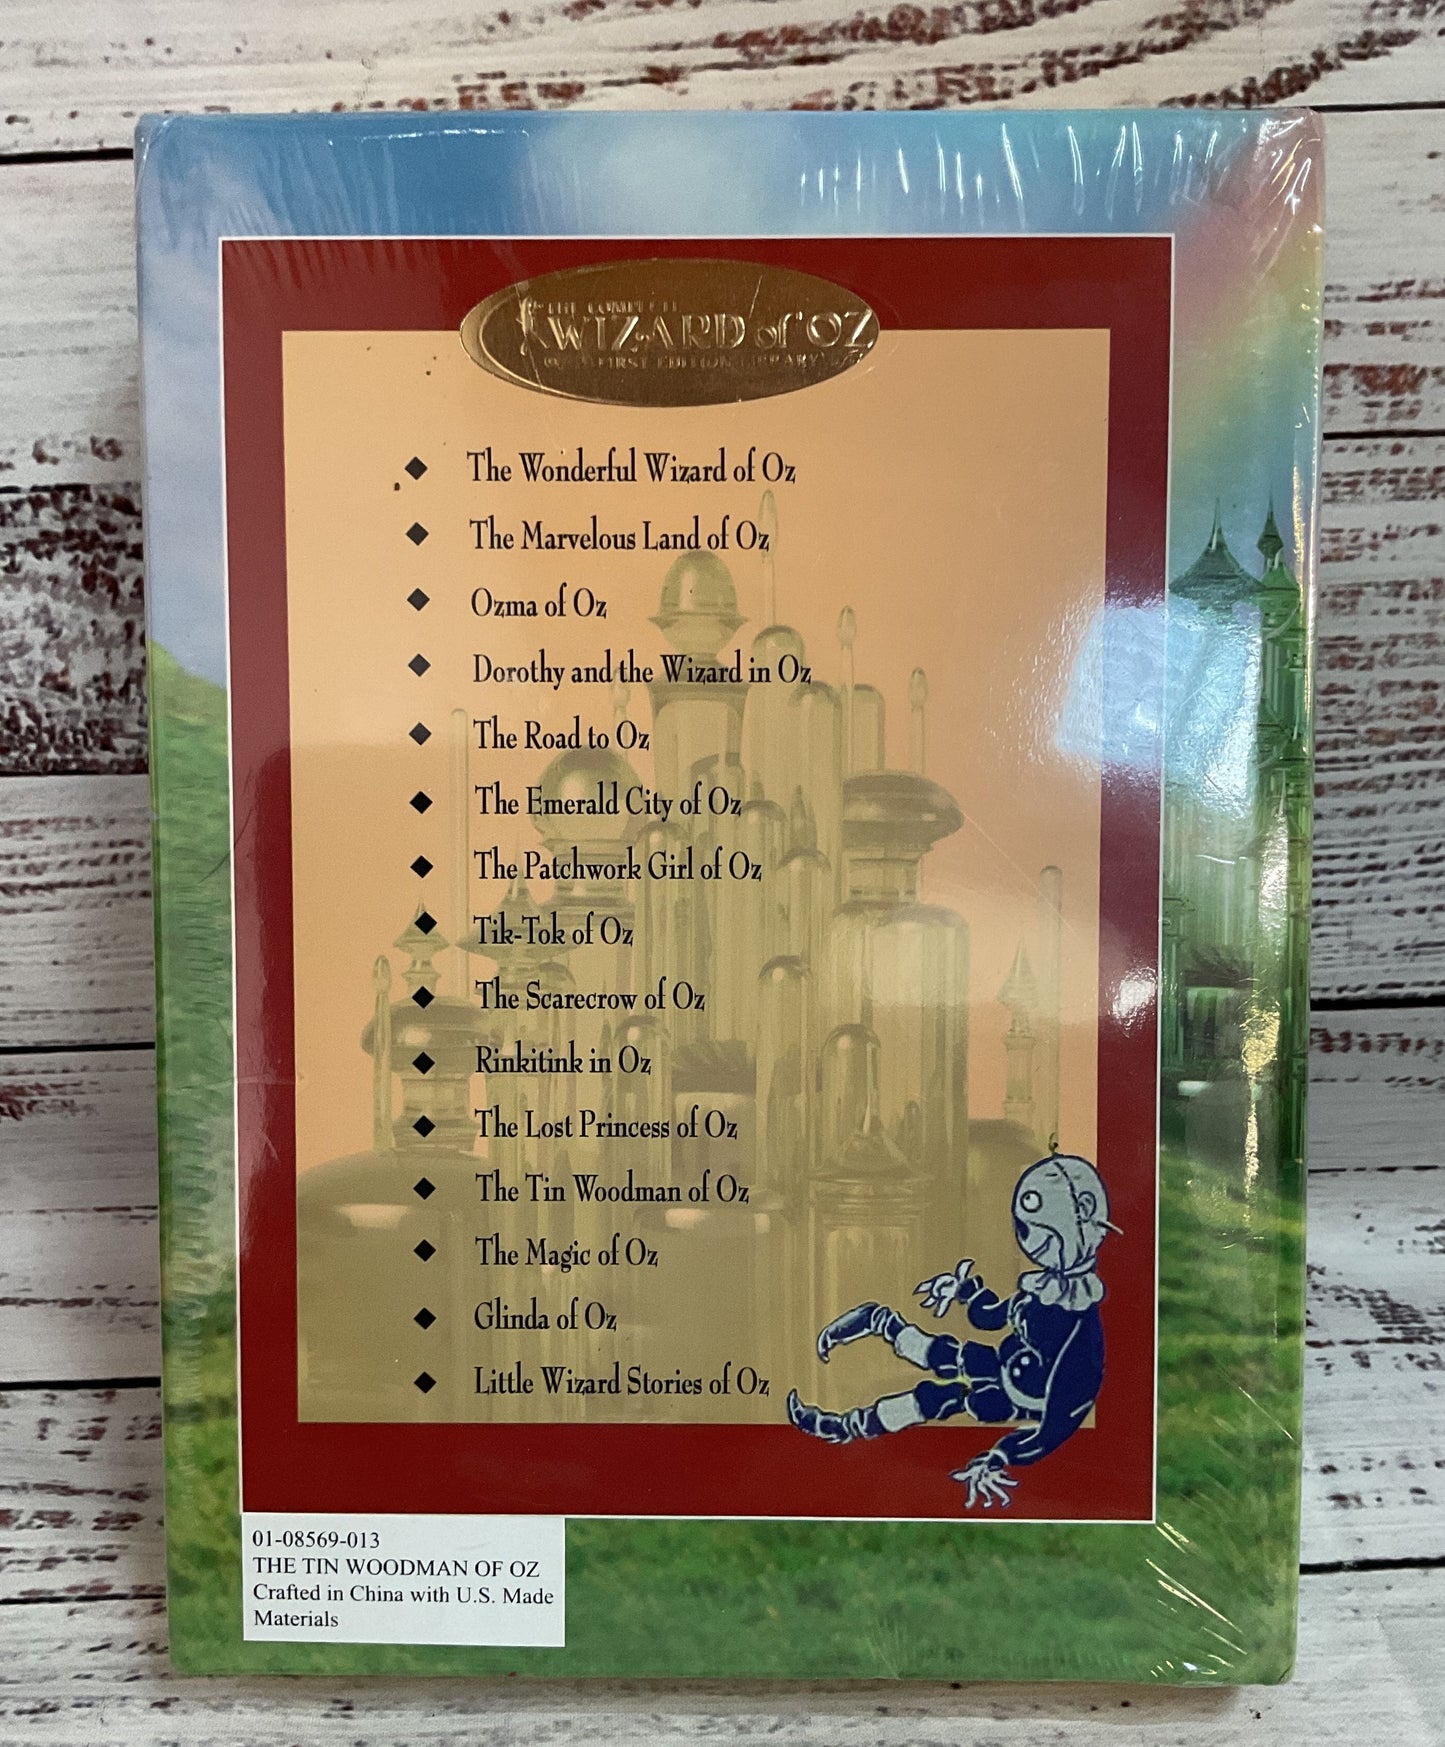 THE COMPLETE
WIZARD of OZ
FIRST EDITION LIBRARY
The Wonderful Wizard of Oz
The Marvelous Land of Oz
Ozma of Oz
Dorothy and the Wizard in Oz
The Road to Oz
The Emerald City of Oz
The Patchwork Girl of Oz
Tik-Tok of Oz
The Scarecrow of Oz
Rinkitink in Oz
The Lost Princess of Oz
The Tin Woodman of Oz
The Magic of Oz
Glinda of Oz
Little Wizard Stories of Oz
01-08569-013
THE TIN WOODMAN OF OZ
Crafted in China with U.S. Made
Materials